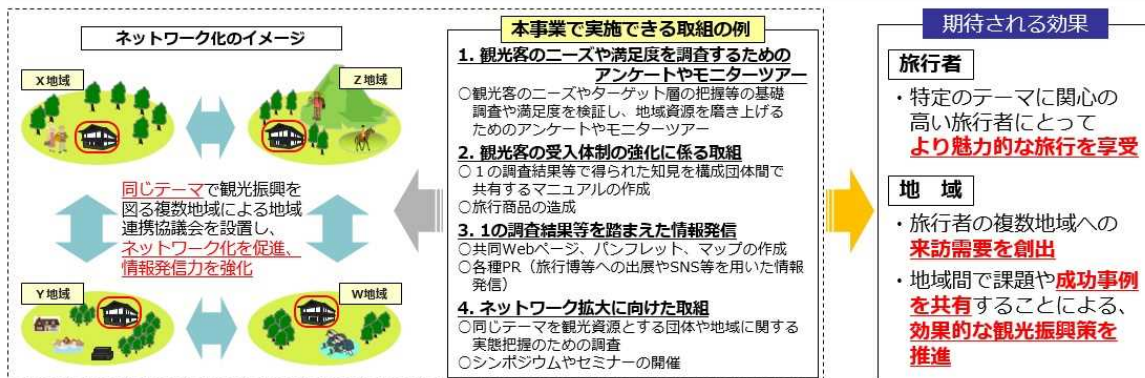 ネットワーク化のイメージ
X地域
Z地域
同じテーマで観光振興を
図る複数地域による地域
連携協議会を設置し、
ネットワーク化を促進、
情報発信力を強化
Y地域
W地域
本事業で実施できる取組の例
1. 観光客のニーズや満足度を調査するための
アンケートやモニターツアー
○観光客のニーズやターゲット層の把握等の基礎
調査や満足度を検証し、地域資源を磨き上げる
ためのアンケートやモニターツアー
2. 観光客の受入体制の強化に係る取組
○１の調査結果等で得られた知見を構成団体間で
共有するマニュアルの作成
○旅行商品の造成
3. 1の調査結果等を踏まえた情報発信
○共同Webページ、パンフレット、マップの作成
○各種PR（旅行博等への出展やSNS等を用いた情報
発信）
4. ネットワーク拡大に向けた取組
○同じテーマを観光資源とする団体や地域に関する
実態把握のための調査
○シンポジウムやセミナーの開催
期待される効果
旅行者
・特定のテーマに関心の
高い旅行者にとって
より魅力的な旅行を享受
地　域
・旅行者の複数地域への
来訪需要を創出
・地域間で課題や成功事例
を共有することによる、
効果的な観光振興策を
推進